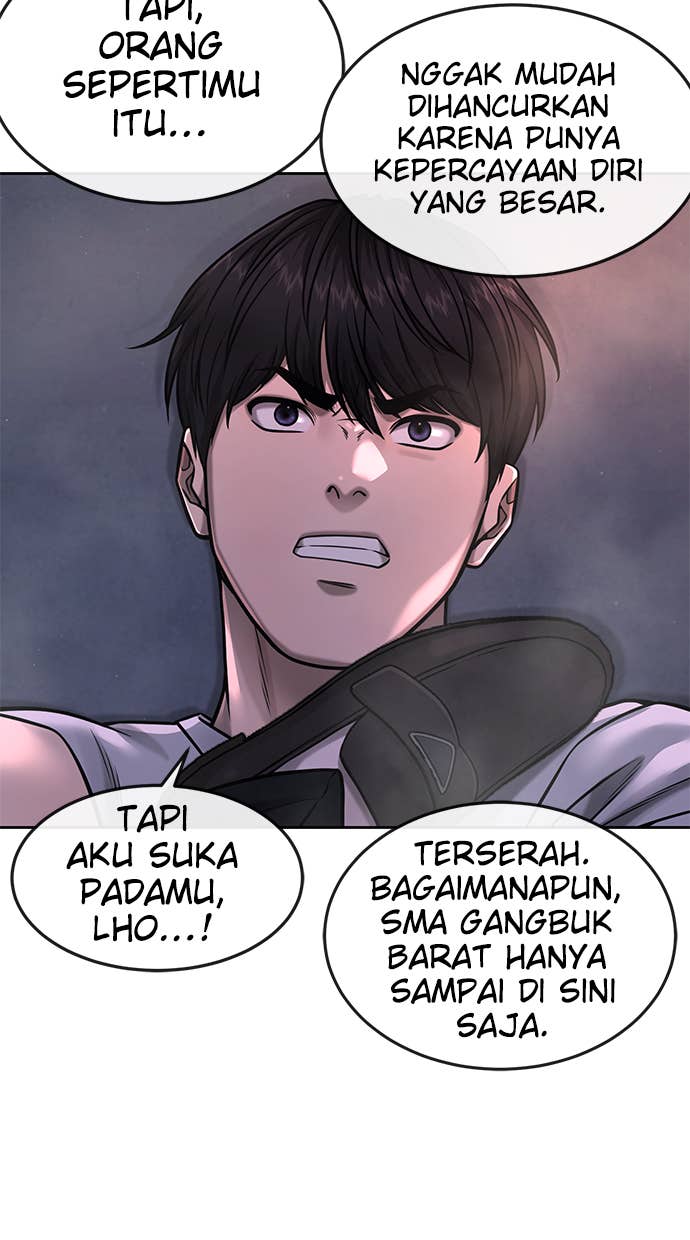 TAPI,
ORANG
SEPERTIMU
ITU...
NGGAK MUDAH
DIHANCURKAN
KARENA PUNYA
KEPERCAYAAN DIRI
YANG BESAR.
TAPI
AKU SUKA
PADAMU,
LHO...!
TERSERAH.
BAGAIMANAPUN,
SMA GANGBUK
BARAT HANYA
SAMPAI DI SINI
SAJA.